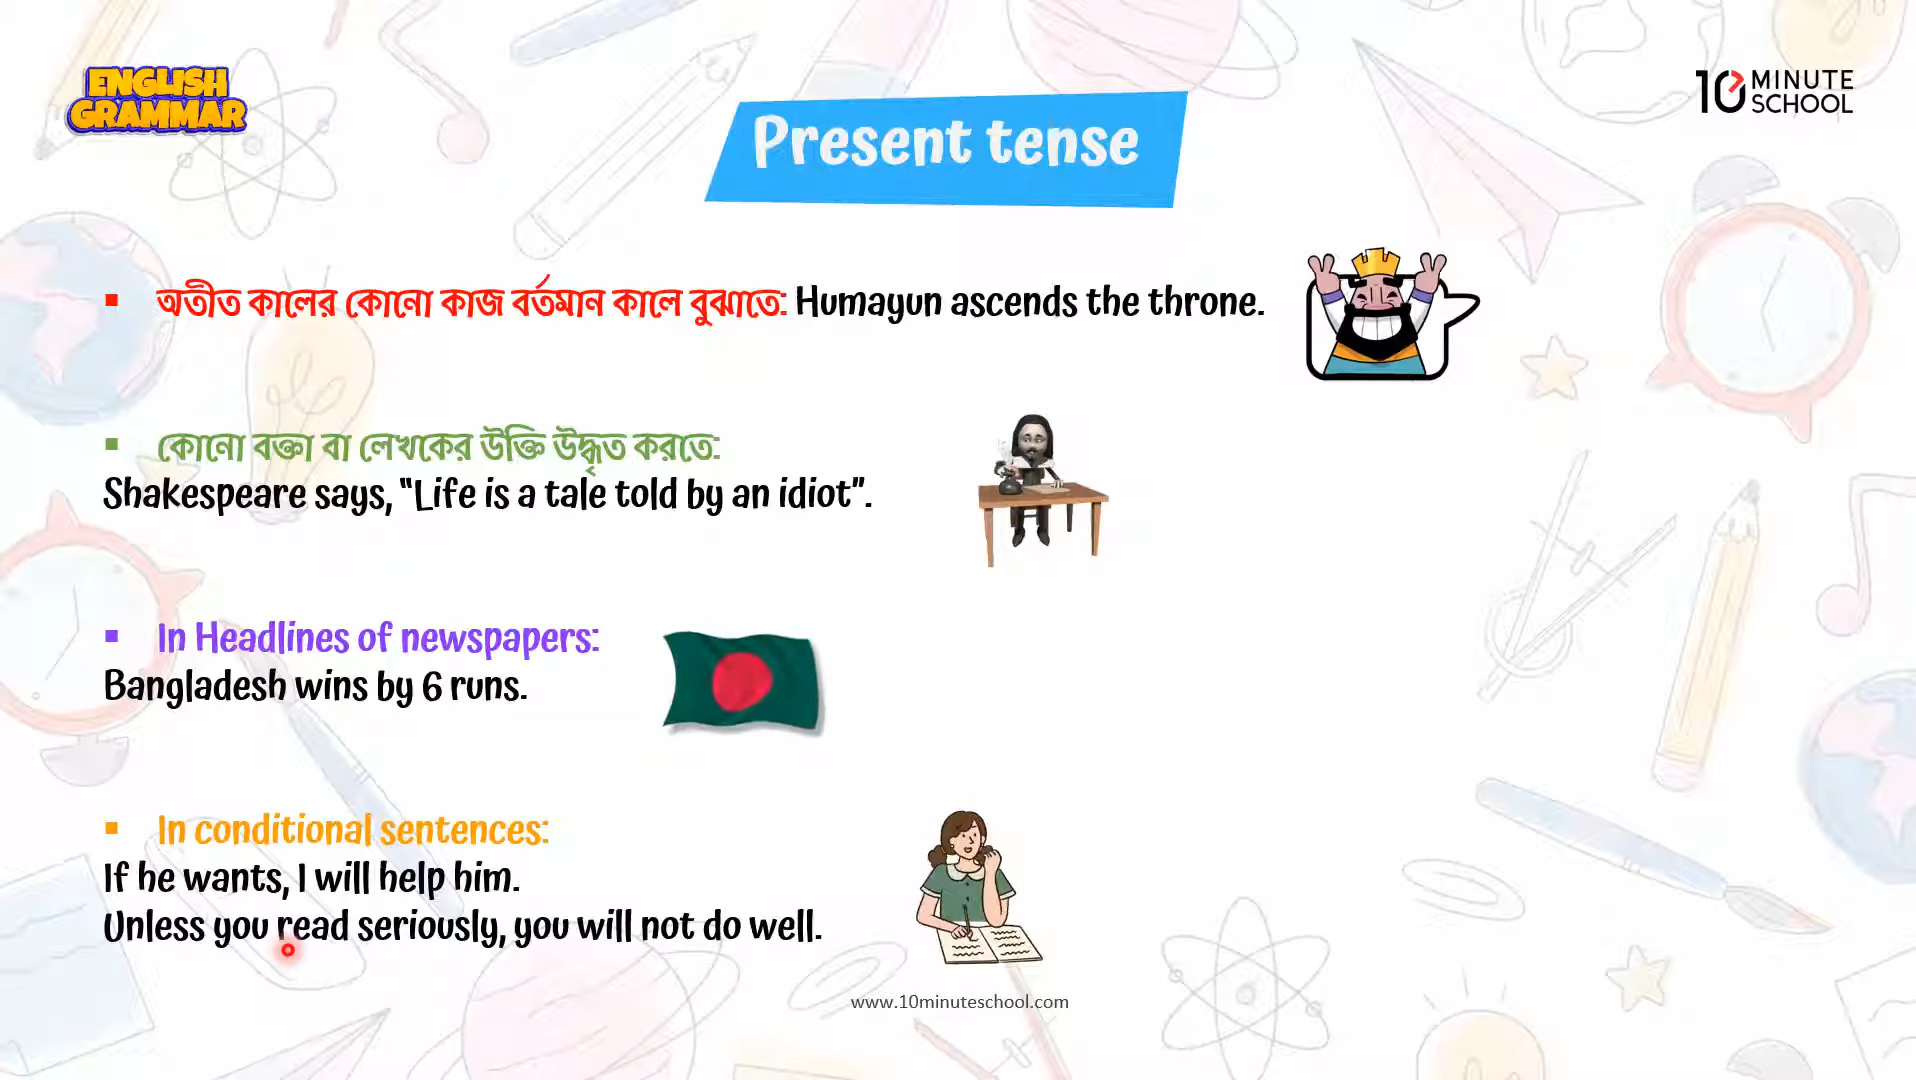 ENGLISH
GRAMMAR
10 MINUTE
SCHOOL
Present tense
▪ অতীত কালের কোনো কাজ বর্তমান কালে বুঝাতে: Humayun ascends the throne.
▪ কোনো বক্তা বা লেখকের উক্তি উদ্ধৃত করতে:
Shakespeare says, “Life is a tale told by an idiot”.
▪ In Headlines of newspapers:
Bangladesh wins by 6 runs.
▪ In conditional sentences:
If he wants, I will help him.
Unless you read seriously, you will not do well.
www.10minuteschool.com